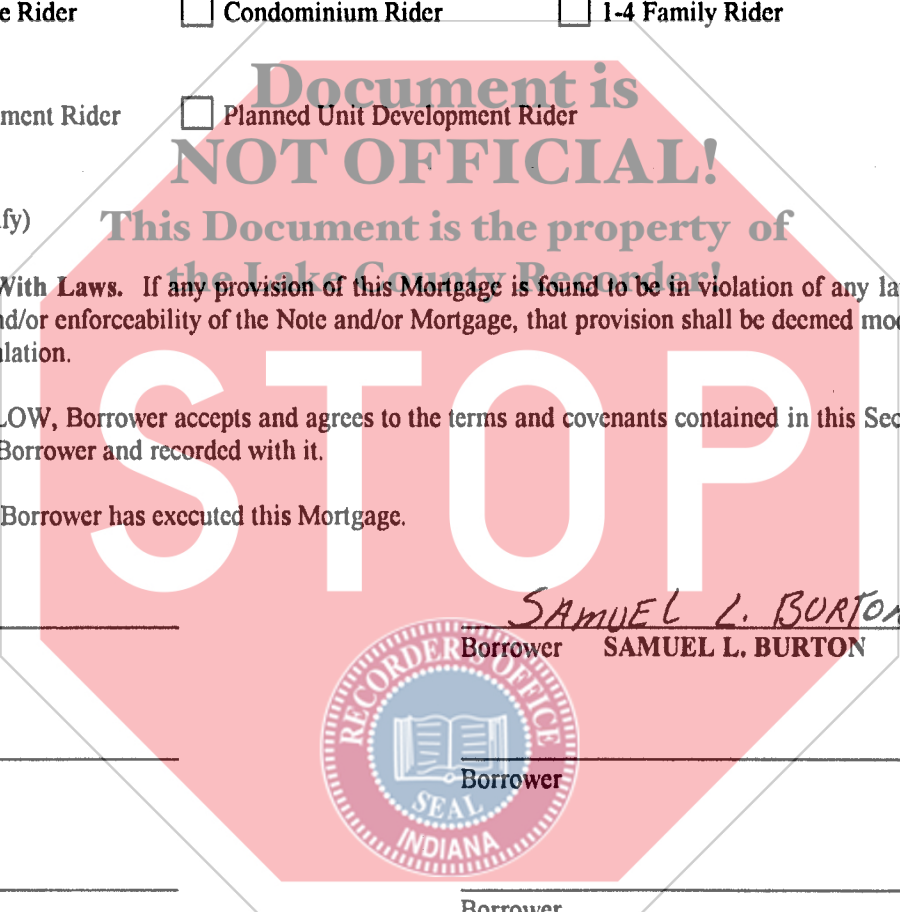 e Rider Condominium Rider 1-4 Family Rider
Document is
ment Rider Planned Unit Development Rider
NOT OFFICIAL!
fy)
This Document is the property of
the Lake County Recorder!
With Laws. If any provision of this Mortgage is found to be in violation of any la
nd/or enforceability of the Note and/or Mortgage, that provision shall be deemed mo
lation.
STOP
LOW, Borrower accepts and agrees to the terms and covenants contained in this Sec
Borrower and recorded with it.
Borrower has executed this Mortgage.
SAMUEL L. BURTON
Borrower SAMUEL L. BURTON
RECORDER'S OFFICE
SEAL
INDIANA
Borrower
Borrower